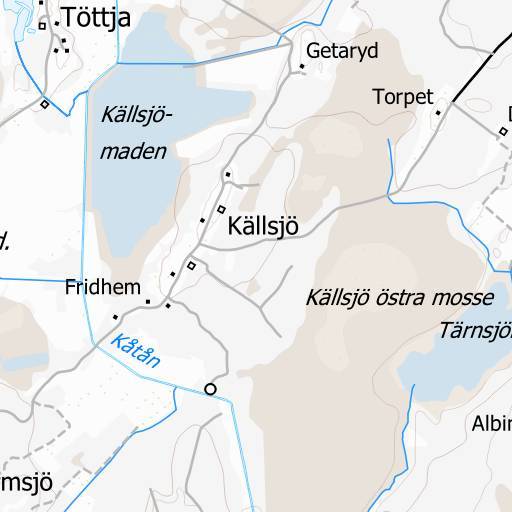 Töttja
Getaryd
Torpet
Källsjö-
maden
Källsjö
d.
Fridhem
Källsjö östra mosse
Tärnsjö
Kåtån
Albin
msjö